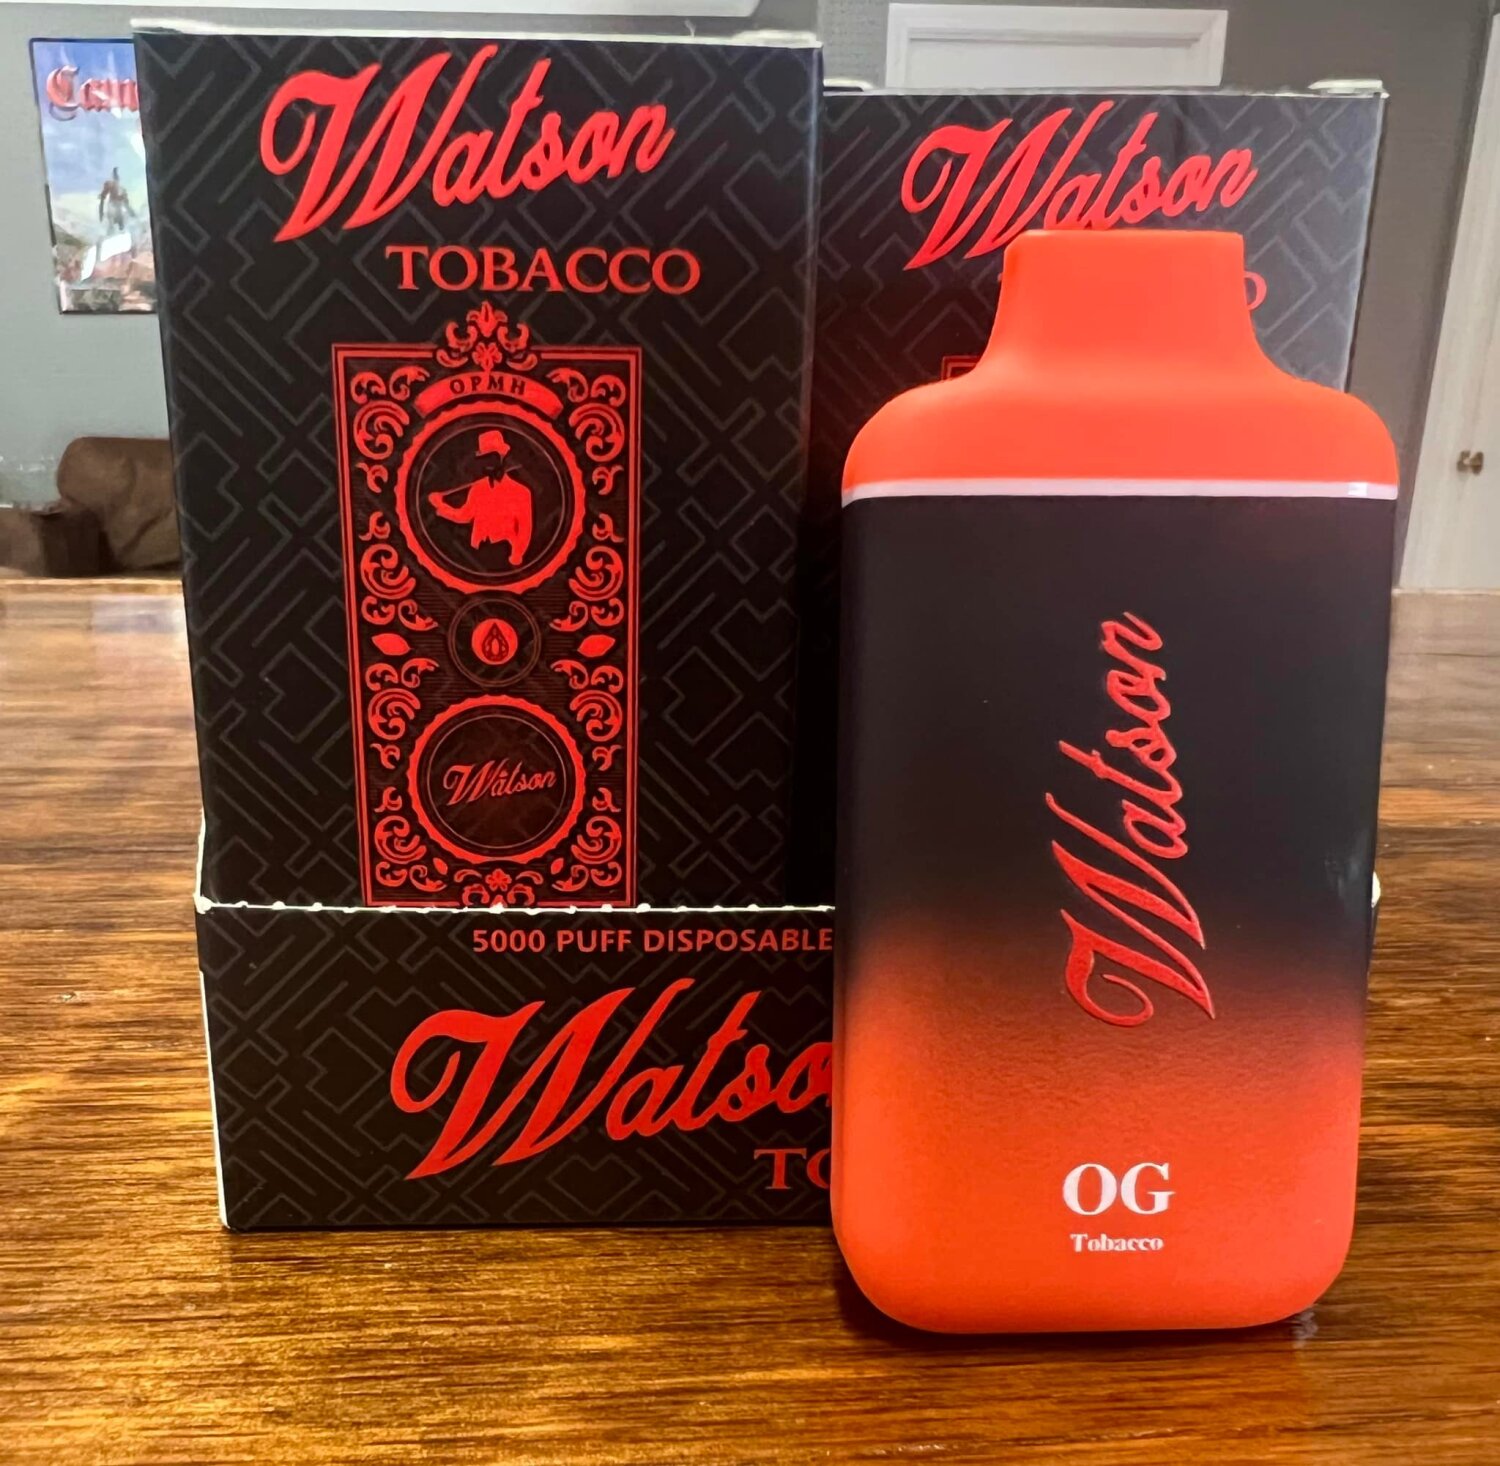 Watson
TOBACCO
OPMH
Watson
5000 PUFF DISPOSABLE
Watson
Watson
Watson
OG
Tobacco